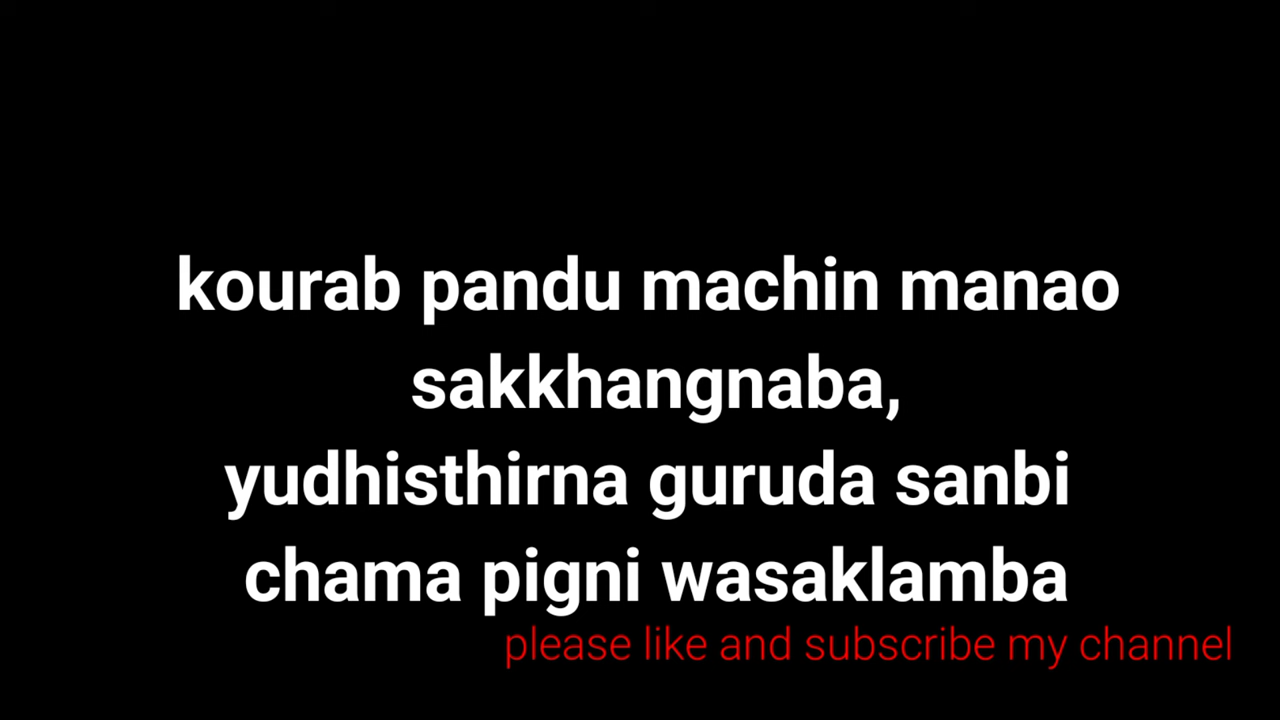 kourab pandu machin manao
sakkhangnaba,
yudhisthirna guruda sanbi
chama pigni wasaklamba
please like and subscribe my channel